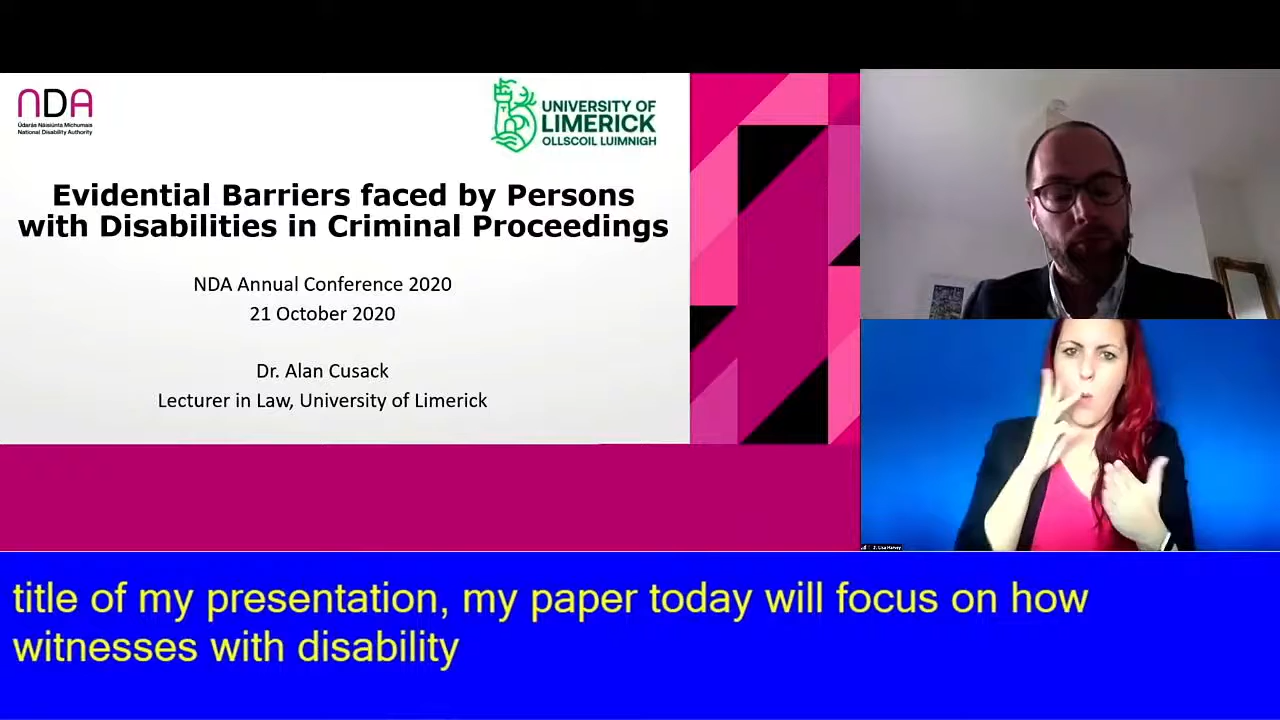 NDA
Údarás Náisiúnta Míchumais
National Disability Authority
UNIVERSITY OF
LIMERICK
OLLSCOIL LUIMNIGH
Evidential Barriers faced by Persons
with Disabilities in Criminal Proceedings
NDA Annual Conference 2020
21 October 2020
Dr. Alan Cusack
Lecturer in Law, University of Limerick
Lisa Harvey
title of my presentation, my paper today will focus on how
witnesses with disability